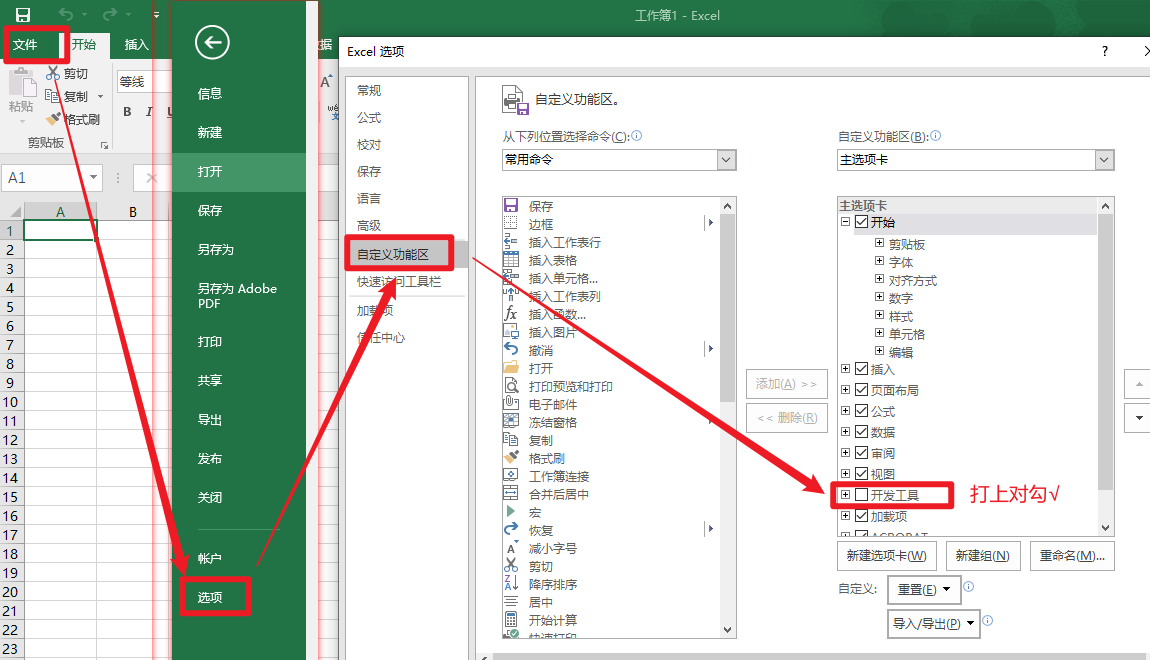 工作簿1 - Excel
文件
开始
插入
据
剪切
复制
粘贴
格式刷
剪贴板
等线
B I U
A
wén
文
A1
A
B
1
2
3
4
5
6
7
8
9
10
11
12
13
14
15
16
17
18
19
20
21
22
23
信息
新建
打开
保存
另存为
另存为 Adobe
PDF
打印
共享
导出
发布
关闭
帐户
选项
Excel 选项
?
常规
公式
校对
保存
语言
高级
自定义功能区
快速访问工具栏
加载项
信任中心
自定义功能区。
从下列位置选择命令(C):
常用命令
保存
边框
插入工作表行
插入表格
插入单元格...
插入工作表列
插入函数...
插入图片
撤消
打开
打印预览和打印
电子邮件
冻结窗格
复制
格式刷
工作簿连接
合并后居中
宏
恢复
减小字号
剪切
降序排序
居中
开始计算
快速打印
添加(A) >>
<< 删除(R)
自定义功能区(B):
主选项卡
主选项卡
开始
剪贴板
字体
对齐方式
数字
样式
单元格
编辑
插入
页面布局
公式
数据
审阅
视图
开发工具
打上对勾√
加载项
ACROBAT
新建选项卡(W)
新建组(N)
重命名(M)...
自定义:
重置(E)
导入/导出(P)